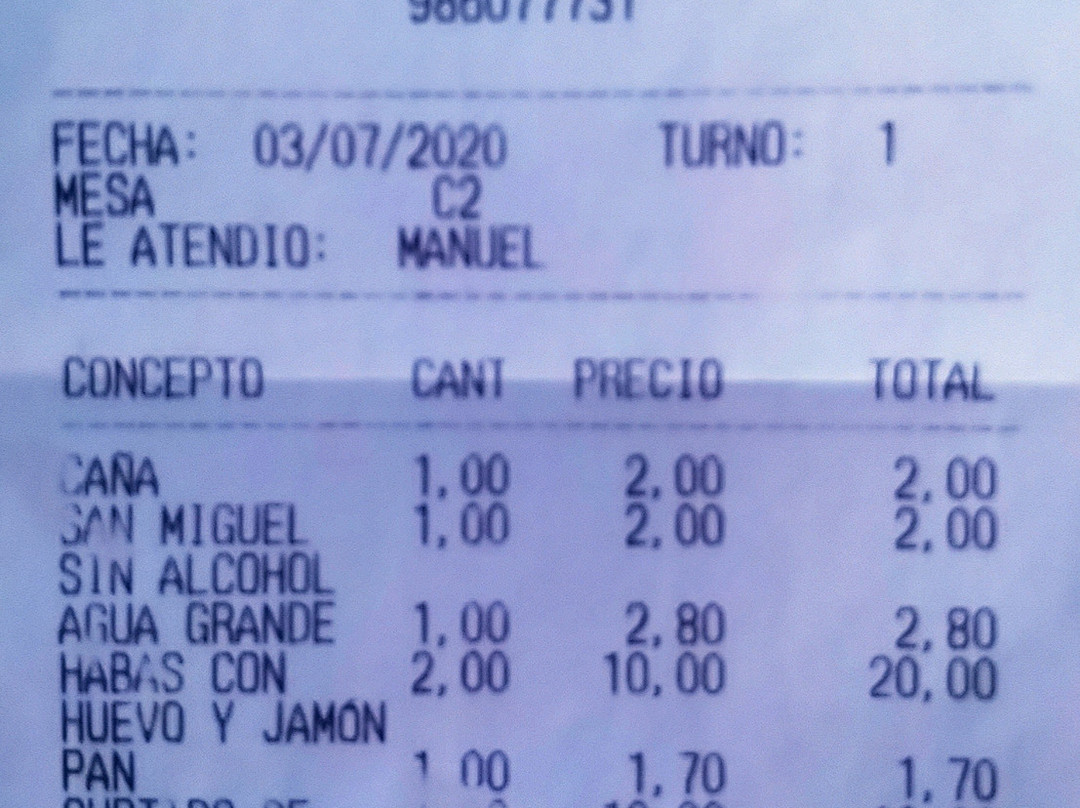 986077731
FECHA: 03/07/2020 TURNO: 1
MESA C2
LE ATENDIO: MANUEL
CONCEPTO CANT PRECIO TOTAL
CAÑA 1,00 2,00 2,00
SAN MIGUEL 1,00 2,00 2,00
SIN ALCOHOL
AGUA GRANDE 1,00 2,80 2,80
HABAS CON 2,00 10,00 20,00
HUEVO Y JAMÓN
PAN 1,00 1,70 1,70